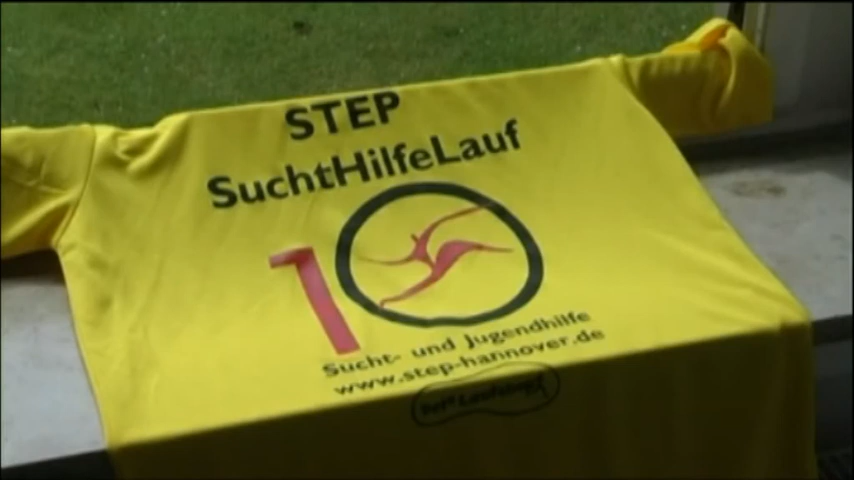 STEP
SuchtHilfeLauf
10
Sucht- und Jugendhilfe
www.step-hannover.de